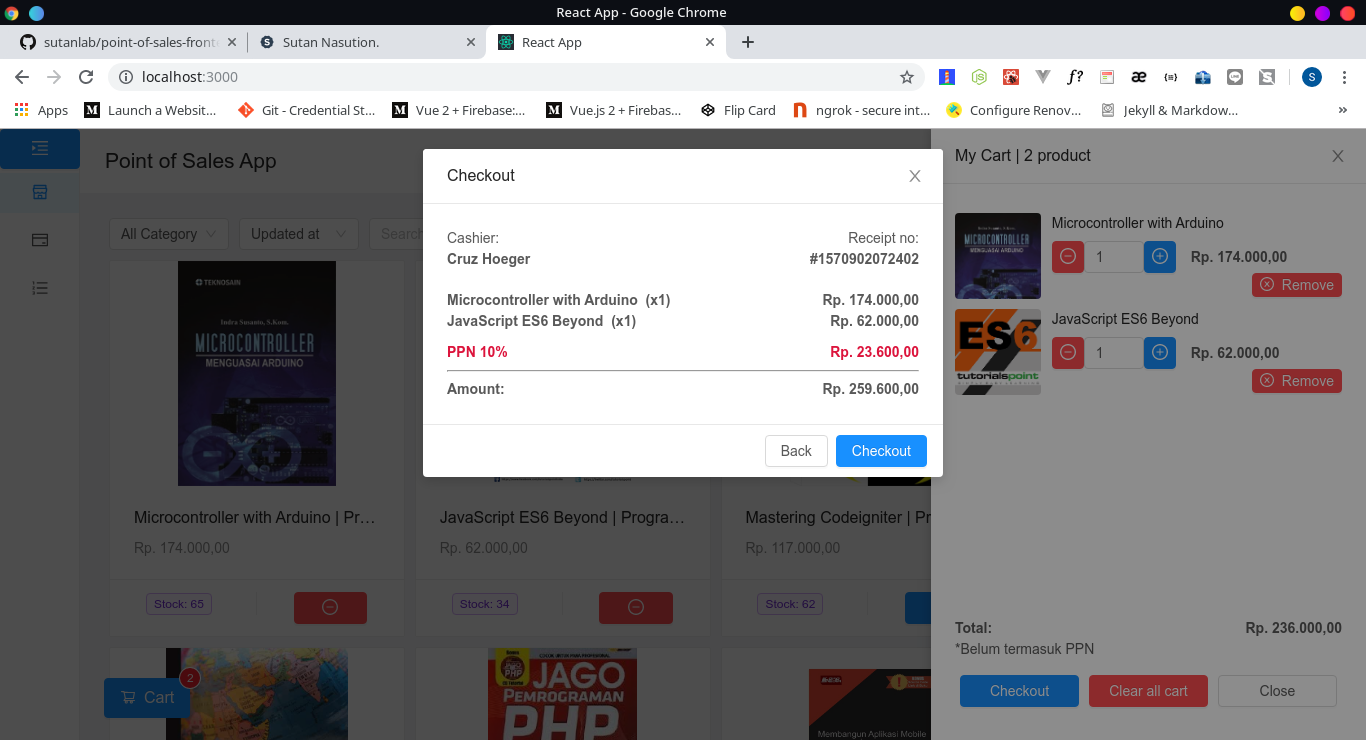 React App - Google Chrome
sutanlab/point-of-sales-fronte
Sutan Nasution.
React App
localhost:3000
f?
æ
{=}
S
Apps
Launch a Websit...
Git - Credential St...
Vue 2 + Firebase:...
Vue.js 2 + Firebas...
Flip Card
ngrok - secure int...
Configure Renov...
Jekyll & Markdow...
»
Point of Sales App
All Category
Updated at
Search
TEKNOSAIN
Indra Susanto, S.Kom.
MICROCONTROLLER
MENGUASAI ARDUINO
Microcontroller with Arduino | Pr...
Rp. 174.000,00
Stock: 65
JavaScript ES6 Beyond | Progra...
Rp. 62.000,00
Stock: 34
Mastering Codeigniter | Pr
Rp. 117.000,00
Stock: 62
Cart
2
JAGO
PEMROGRAMAN
PHP
Membangun Aplikasi Mobile
Checkout
Cashier:
Receipt no:
Cruz Hoeger
#1570902072402
Microcontroller with Arduino (x1)
Rp. 174.000,00
JavaScript ES6 Beyond (x1)
Rp. 62.000,00
PPN 10%
Rp. 23.600,00
Amount:
Rp. 259.600,00
Back
Checkout
My Cart | 2 product
MICROCONTROLLER
MENGUASAI ARDUINO
Microcontroller with Arduino
1
Rp. 174.000,00
Remove
ES6
tutorialspoint
JavaScript ES6 Beyond
1
Rp. 62.000,00
Remove
Total:
Rp. 236.000,00
*Belum termasuk PPN
Checkout
Clear all cart
Close